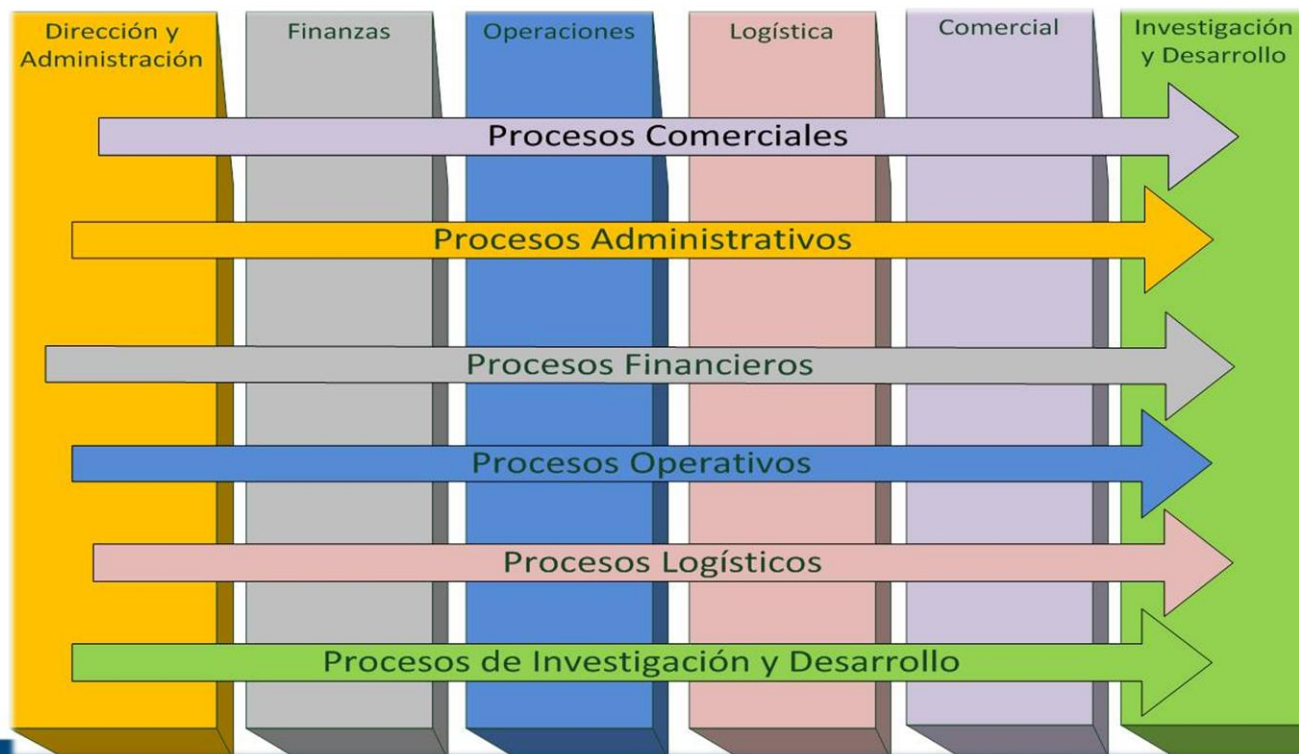 Dirección y
Administración
Finanzas
Operaciones
Logística
Comercial
Investigación
y Desarrollo
Procesos Comerciales
Procesos Administrativos
Procesos Financieros
Procesos Operativos
Procesos Logísticos
Procesos de Investigación y Desarrollo